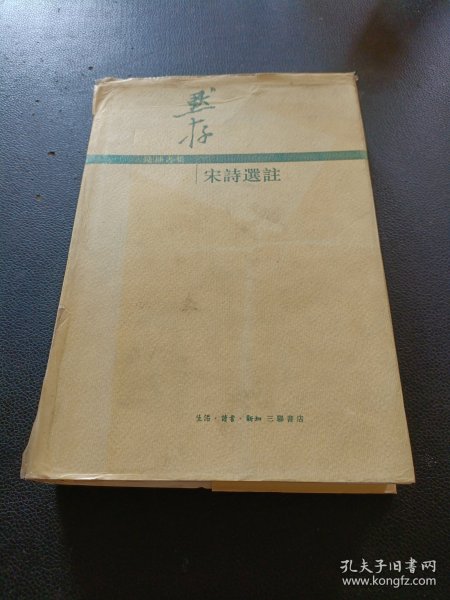 默存
錢鍾書集
宋詩選註
生活·讀書·新知 三聯書店
孔夫子旧书网
www.kongfz.com